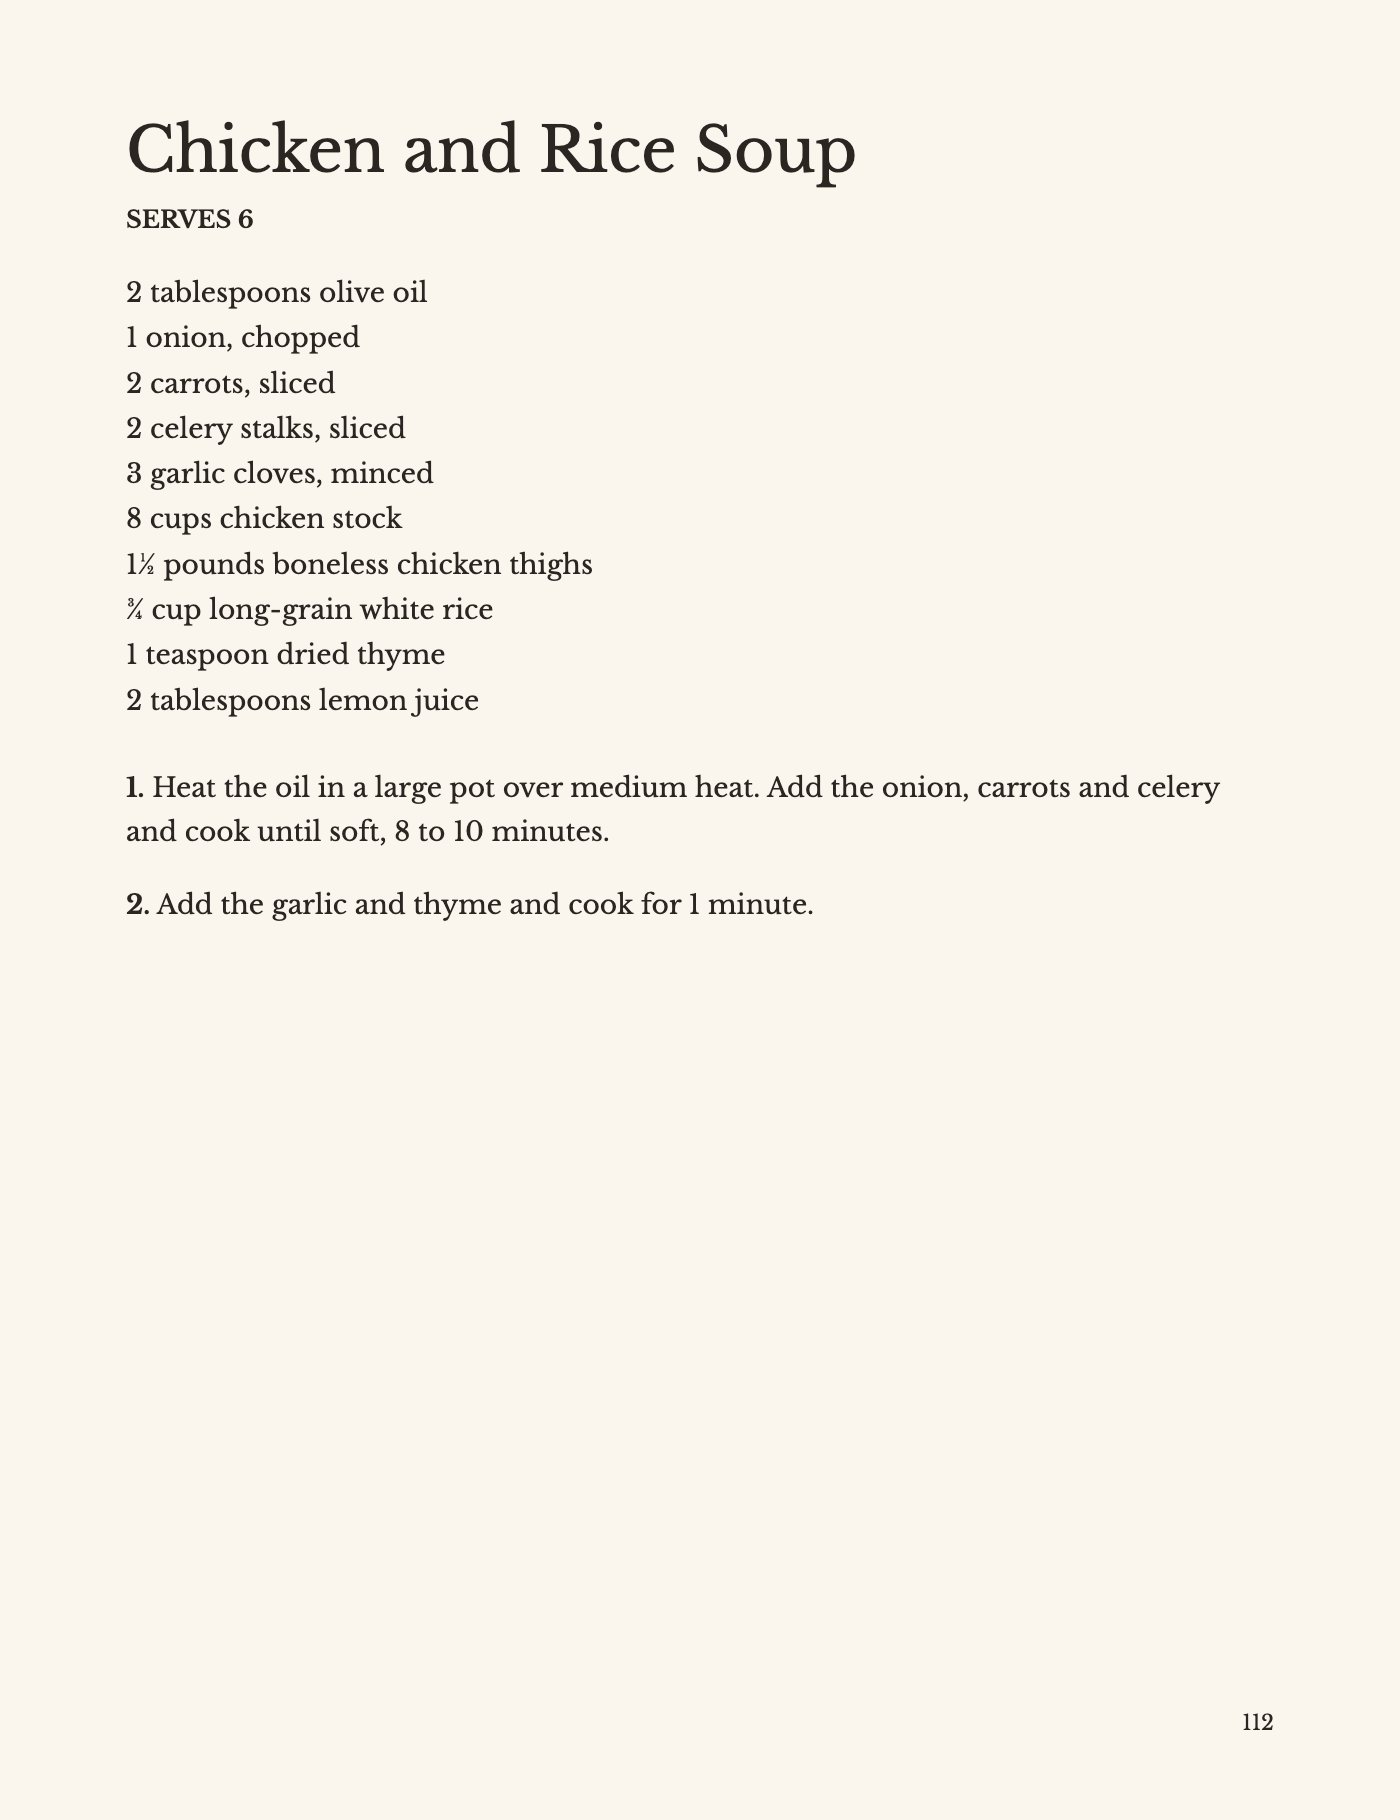 Chicken and Rice Soup
SERVES 6
2 tablespoons olive oil
1 onion, chopped
2 carrots, sliced
2 celery stalks, sliced
3 garlic cloves, minced
8 cups chicken stock
1½ pounds boneless chicken thighs
¾ cup long-grain white rice
1 teaspoon dried thyme
2 tablespoons lemon juice
1. Heat the oil in a large pot over medium heat. Add the onion, carrots and celery
and cook until soft, 8 to 10 minutes.
2. Add the garlic and thyme and cook for 1 minute.
112